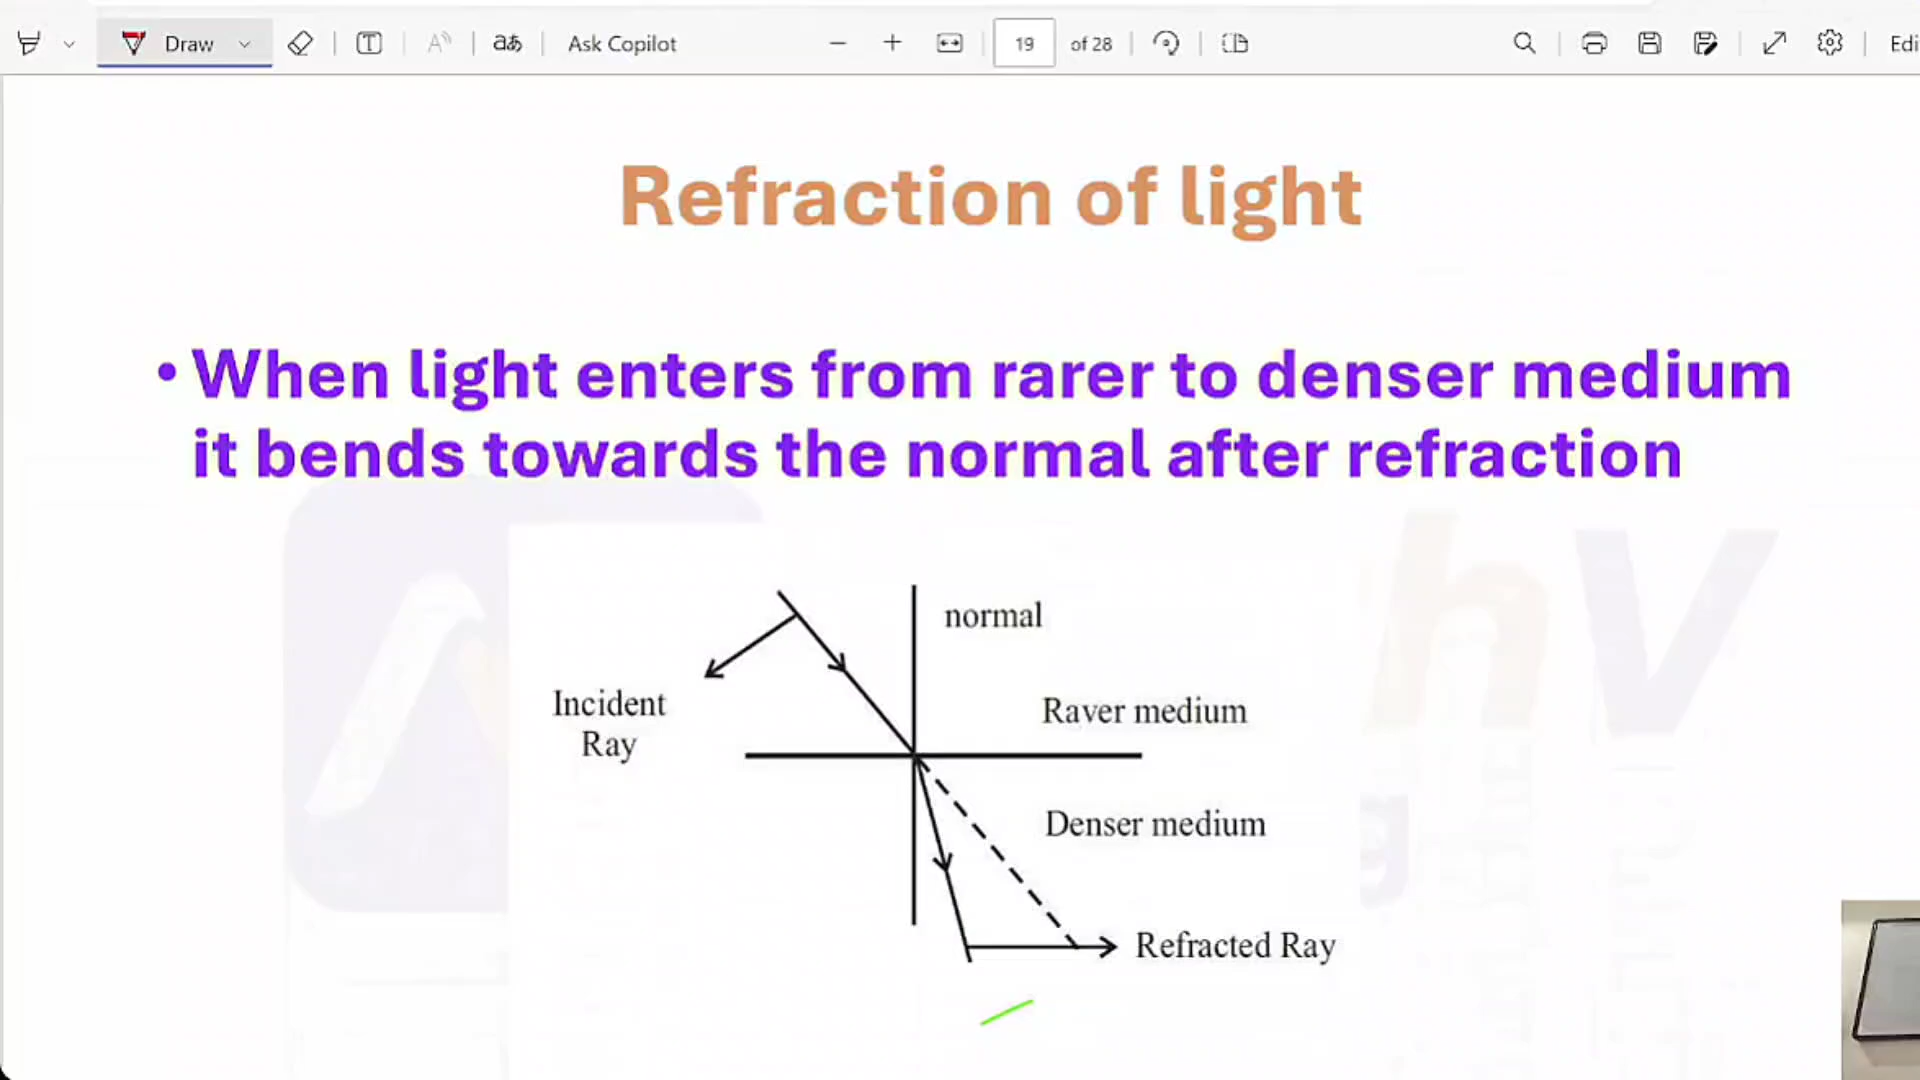 Draw
Ask Copilot
19 of 28
Edi
Refraction of light
• When light enters from rarer to denser medium
it bends towards the normal after refraction
normal
Incident
Ray
Raver medium
Denser medium
Refracted Ray